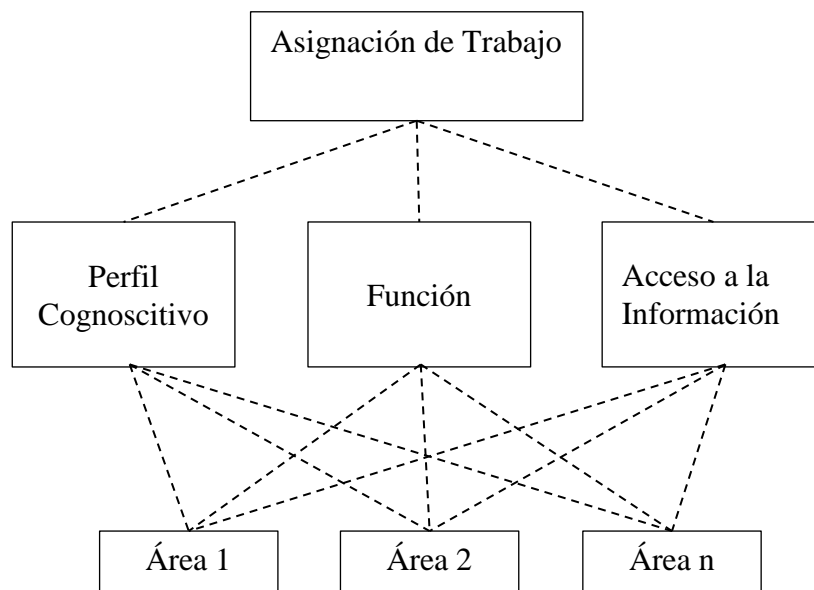 Asignación de Trabajo
Perfil
Cognoscitivo
Función
Acceso a la
Información
Área 1
Área 2
Área n